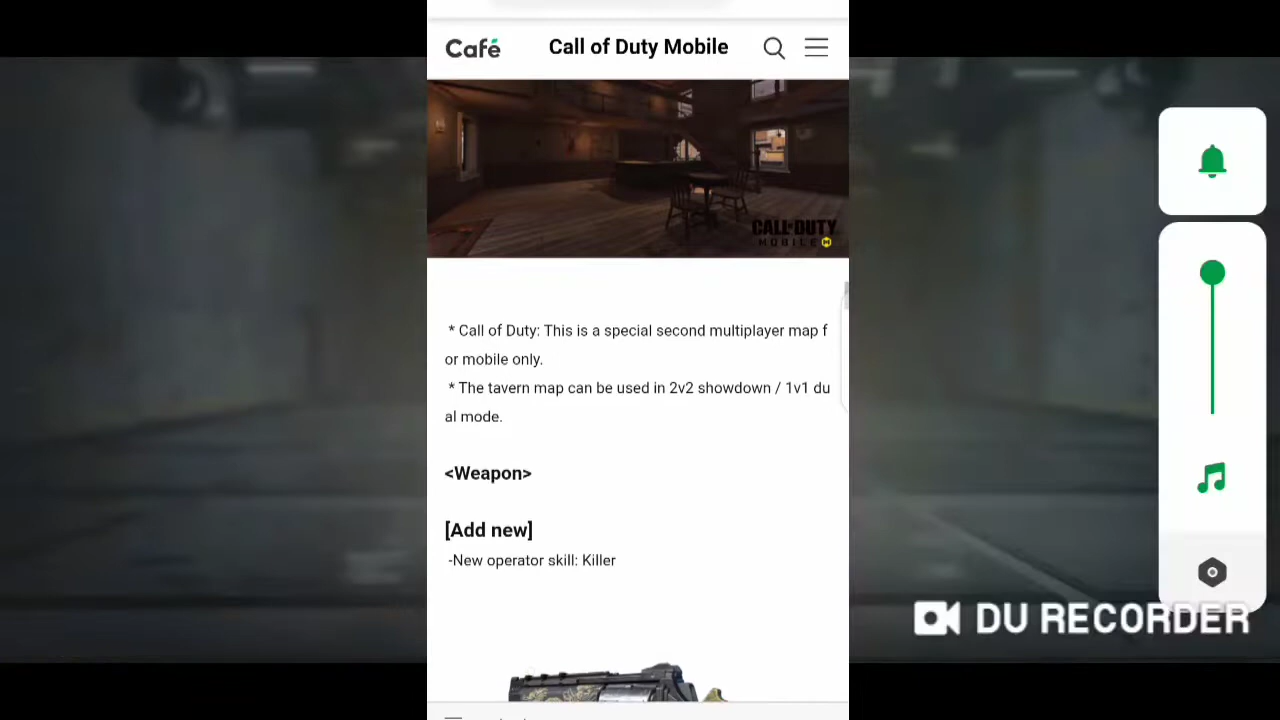 Café
Call of Duty Mobile
CALL OF DUTY
MOBILE
* Call of Duty: This is a special second multiplayer map f
or mobile only.
* The tavern map can be used in 2v2 showdown / 1v1 du
al mode.
<Weapon>
[Add new]
-New operator skill: Killer
DU RECORDER